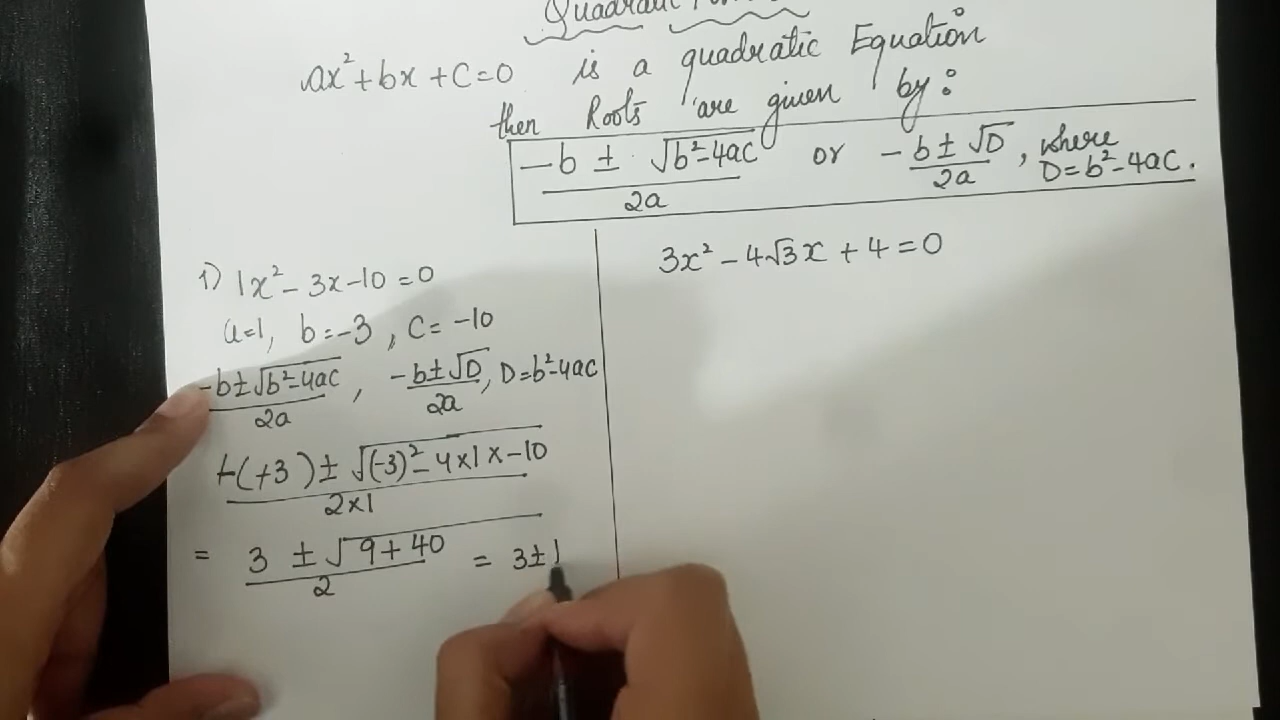 Quadratic
ax²+bx+c=0 is a quadratic Equation
then Roots are given by:
-b ± √b²-4ac / 2a or -b ± √D / 2a, where D=b²-4ac.
1) 1x²-3x-10=0
a=1, b=-3, c=-10
-b±√b²-4ac / 2a, -b±√D / 2a, D=b²-4ac
+(+3)±√(-3)²-4×1×-10 / 2×1
= 3 ±√9+40 / 2 = 3±
3x²-4√3x+4=0